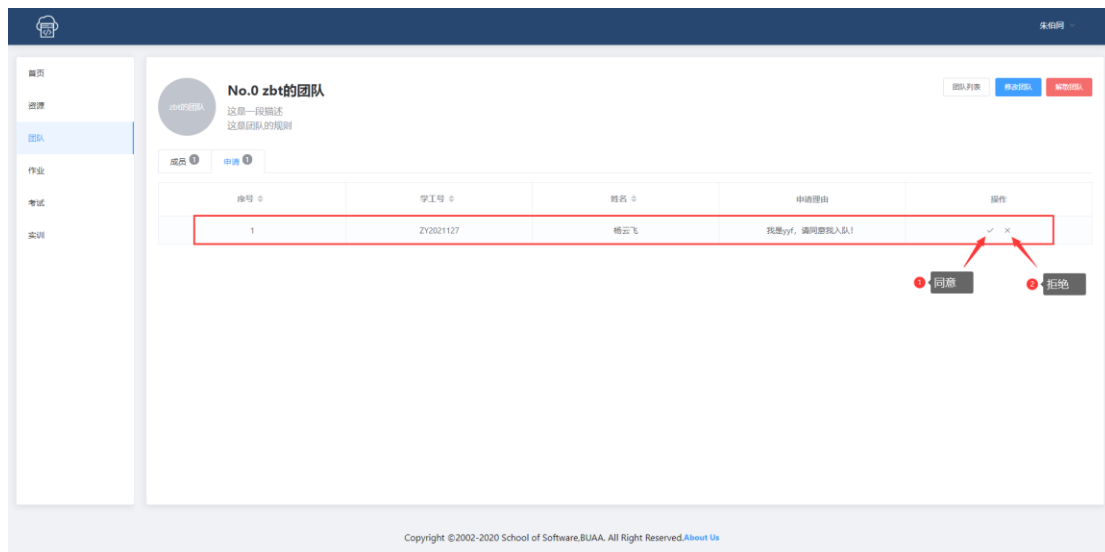 朱伯同
首页
资源
团队
作业
考试
实训
zbt的团队
No.0 zbt的团队
这是一段描述
这是团队的规则
团队列表
修改团队
解散团队
成员 1
申请 1
序号 学工号 姓名 申请理由 操作
1 ZY2021127 杨云飞 我是yyf，请同意我入队！
1 同意
2 拒绝
Copyright ©2002-2020 School of Software,BUAA. All Right Reserved.About Us